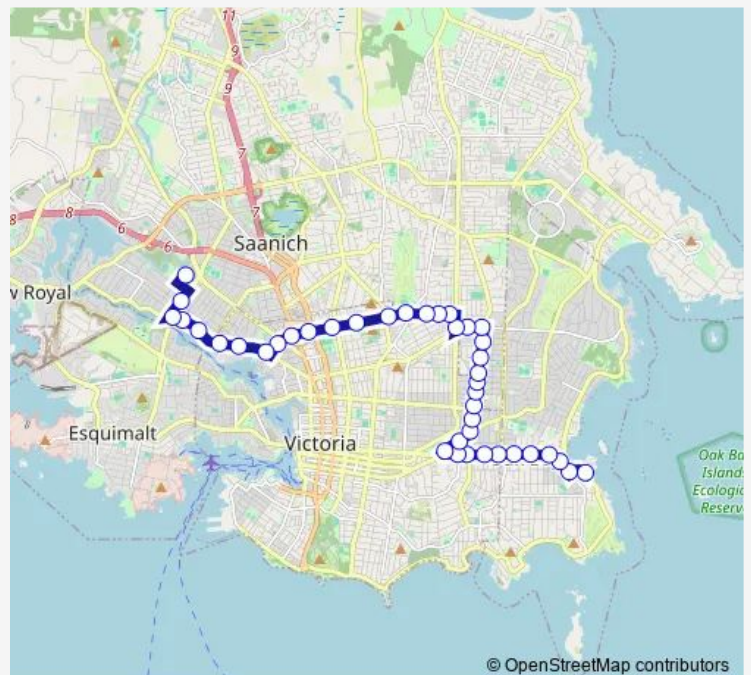 11
9
9
7
7
8
8
6
6
Saanich
w Royal
Esquimalt
Victoria
Oak Ba
Islands
Ecologic
Reserv
© OpenStreetMap contributors